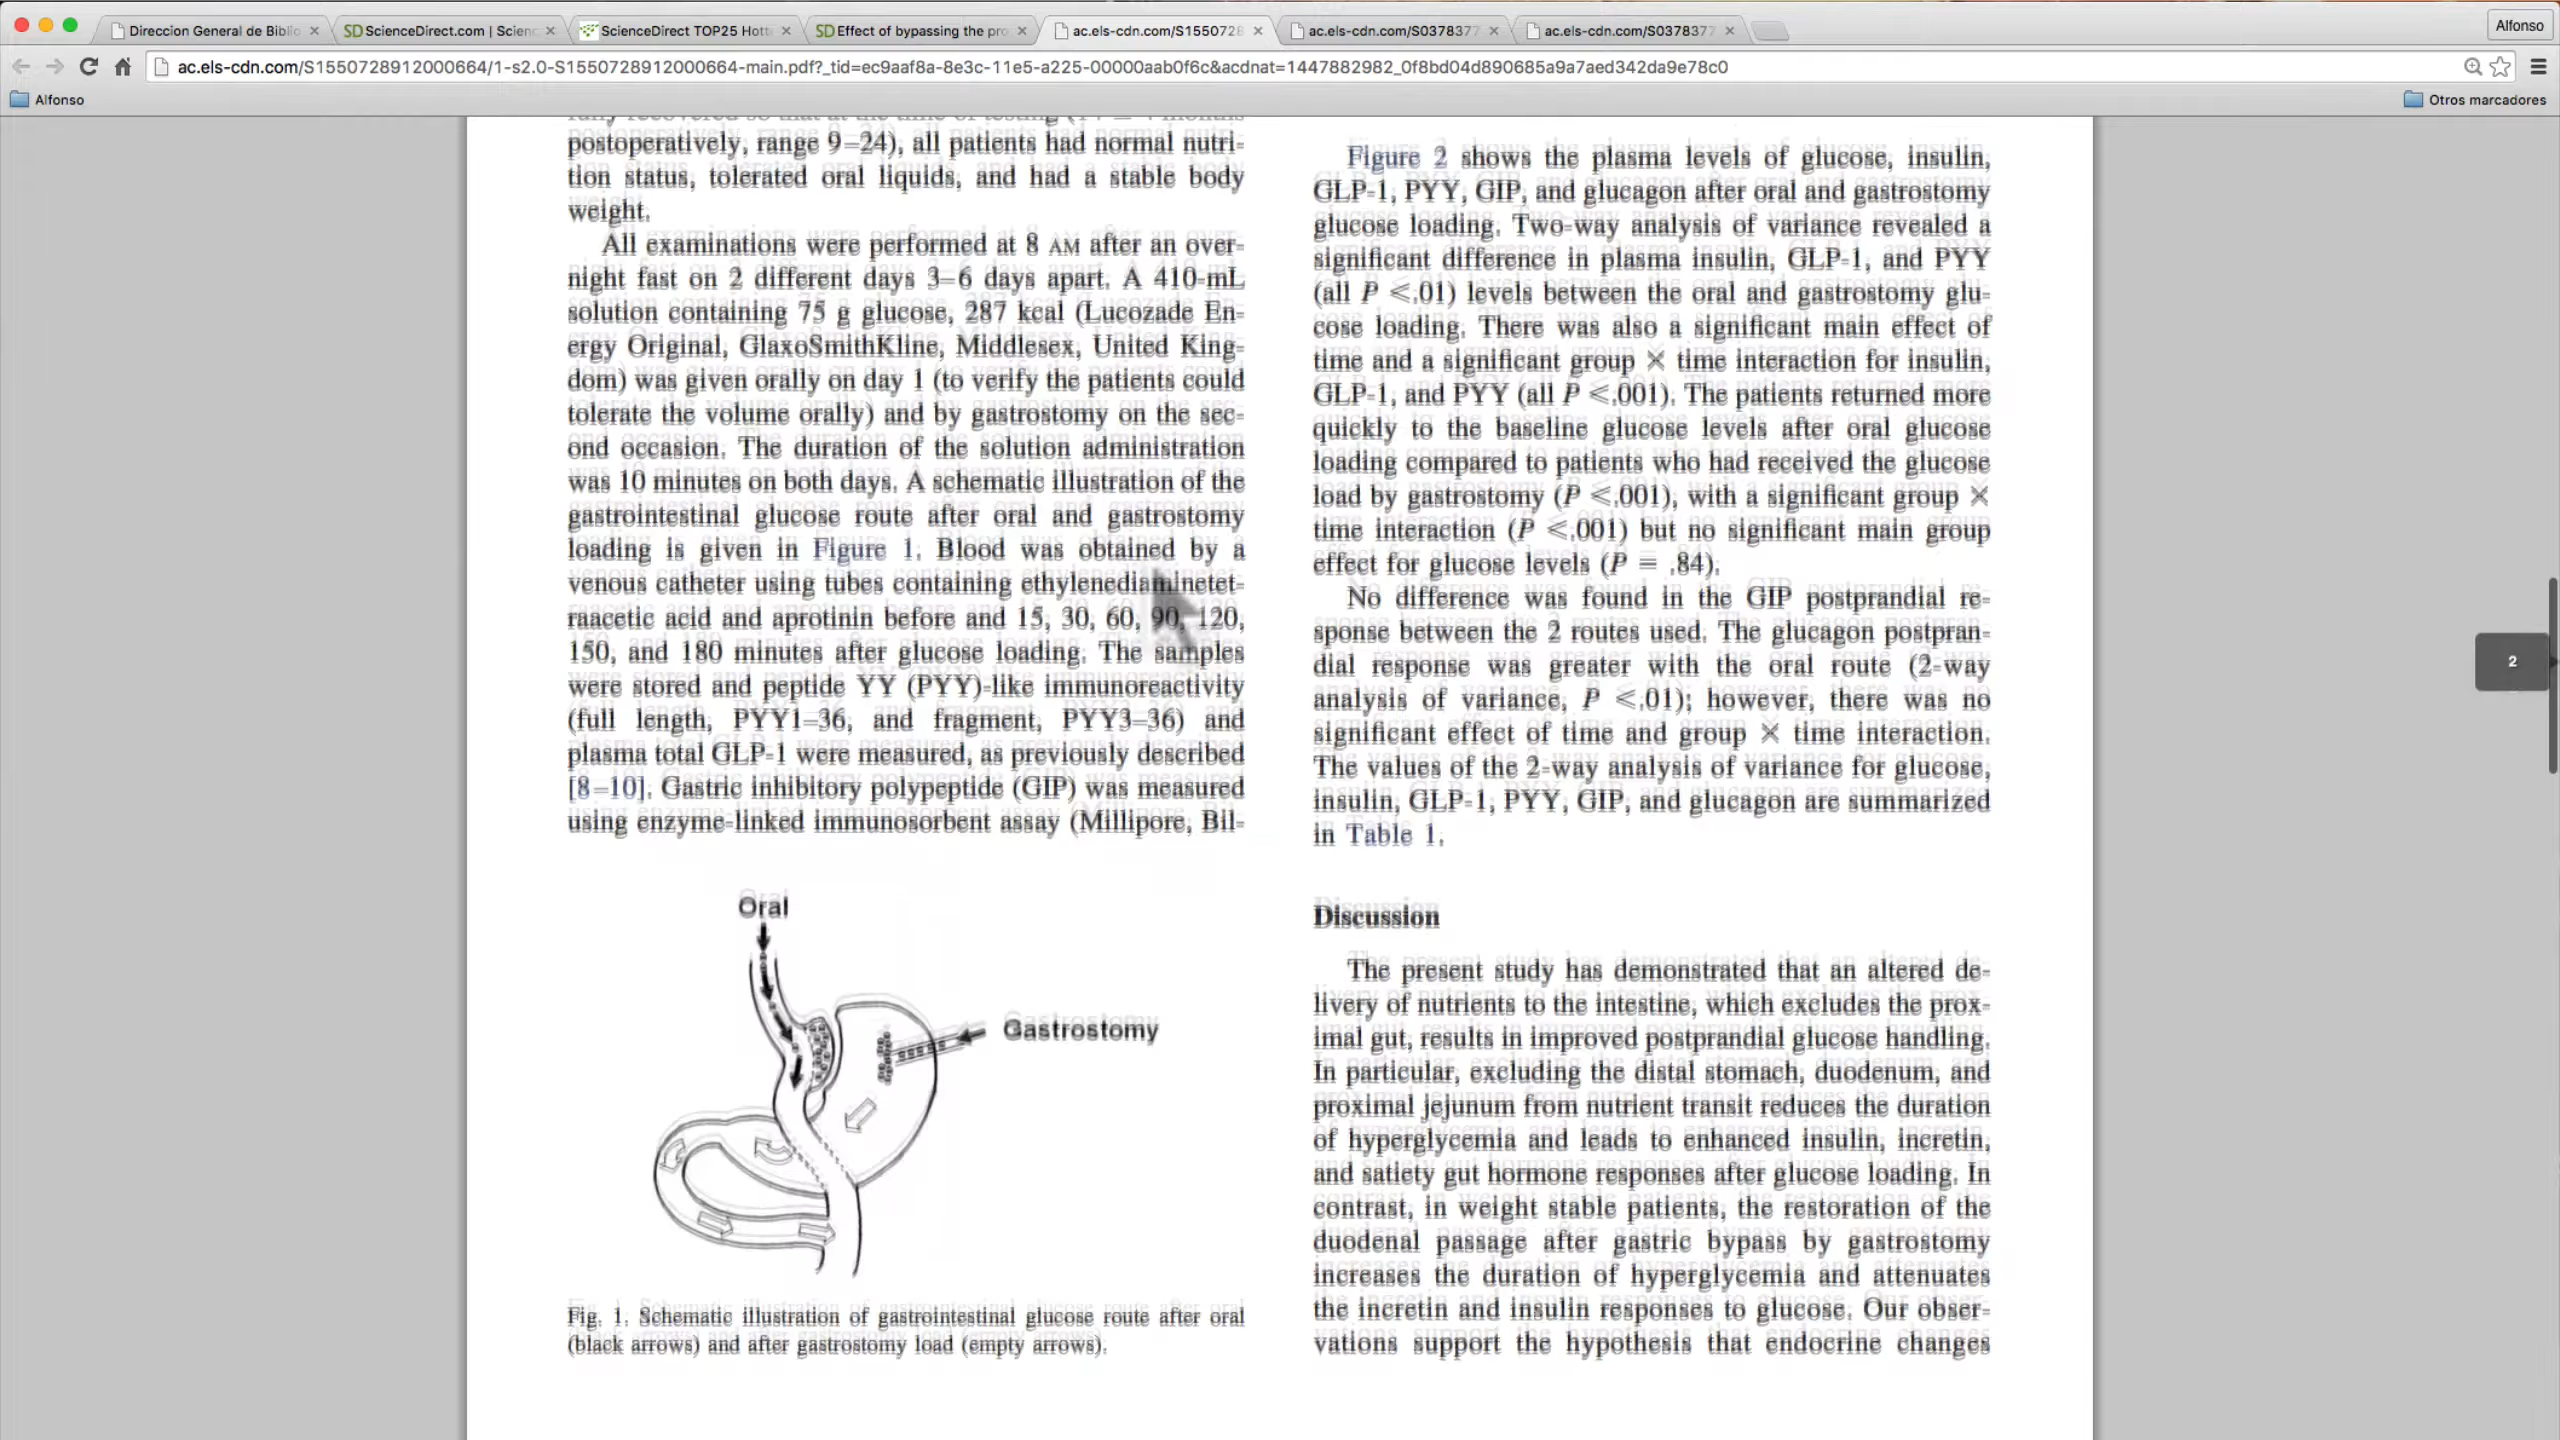 Direccion General de Biblio
ScienceDirect.com | Scienc
ScienceDirect TOP25 Hott
Effect of bypassing the pro
ac.els-cdn.com/S1550728
ac.els-cdn.com/S0378377
ac.els-cdn.com/S0378377
Alfonso
ac.els-cdn.com/S1550728912000664/1-s2.0-S1550728912000664-main.pdf?_tid=ec9aaf8a-8e3c-11e5-a225-00000aab0f6c&acdnat=1447882982_0f8bd04d890685a9a7aed342da9e78c0
Alfonso
Otros marcadores
fully recovered so that at the time of testing
postoperatively, range 9–24), all patients had normal nutri-
tion status, tolerated oral liquids, and had a stable body
weight.
All examinations were performed at 8 AM after an over-
night fast on 2 different days 3–6 days apart. A 410-mL
solution containing 75 g glucose, 287 kcal (Lucozade En-
ergy Original, GlaxoSmithKline, Middlesex, United King-
dom) was given orally on day 1 (to verify the patients could
tolerate the volume orally) and by gastrostomy on the sec-
ond occasion. The duration of the solution administration
was 10 minutes on both days. A schematic illustration of the
gastrointestinal glucose route after oral and gastrostomy
loading is given in Figure 1. Blood was obtained by a
venous catheter using tubes containing ethylenediaminetet-
raacetic acid and aprotinin before and 15, 30, 60, 90, 120,
150, and 180 minutes after glucose loading. The samples
were stored and peptide YY (PYY)-like immunoreactivity
(full length, PYY1–36, and fragment, PYY3–36) and
plasma total GLP-1 were measured, as previously described
[8–10]. Gastric inhibitory polypeptide (GIP) was measured
using enzyme-linked immunosorbent assay (Millipore, Bil-
Oral
Gastrostomy
Fig. 1. Schematic illustration of gastrointestinal glucose route after oral
(black arrows) and after gastrostomy load (empty arrows).
Figure 2 shows the plasma levels of glucose, insulin,
GLP-1, PYY, GIP, and glucagon after oral and gastrostomy
glucose loading. Two-way analysis of variance revealed a
significant difference in plasma insulin, GLP-1, and PYY
(all P <.01) levels between the oral and gastrostomy glu-
cose loading. There was also a significant main effect of
time and a significant group × time interaction for insulin,
GLP-1, and PYY (all P <.001). The patients returned more
quickly to the baseline glucose levels after oral glucose
loading compared to patients who had received the glucose
load by gastrostomy (P <.001), with a significant group ×
time interaction (P <.001) but no significant main group
effect for glucose levels (P = .84).
No difference was found in the GIP postprandial re-
sponse between the 2 routes used. The glucagon postpran-
dial response was greater with the oral route (2-way
analysis of variance, P <.01); however, there was no
significant effect of time and group × time interaction.
The values of the 2-way analysis of variance for glucose,
insulin, GLP-1, PYY, GIP, and glucagon are summarized
in Table 1.
Discussion
The present study has demonstrated that an altered de-
livery of nutrients to the intestine, which excludes the prox-
imal gut, results in improved postprandial glucose handling.
In particular, excluding the distal stomach, duodenum, and
proximal jejunum from nutrient transit reduces the duration
of hyperglycemia and leads to enhanced insulin, incretin,
and satiety gut hormone responses after glucose loading. In
contrast, in weight stable patients, the restoration of the
duodenal passage after gastric bypass by gastrostomy
increases the duration of hyperglycemia and attenuates
the incretin and insulin responses to glucose. Our obser-
vations support the hypothesis that endocrine changes
2